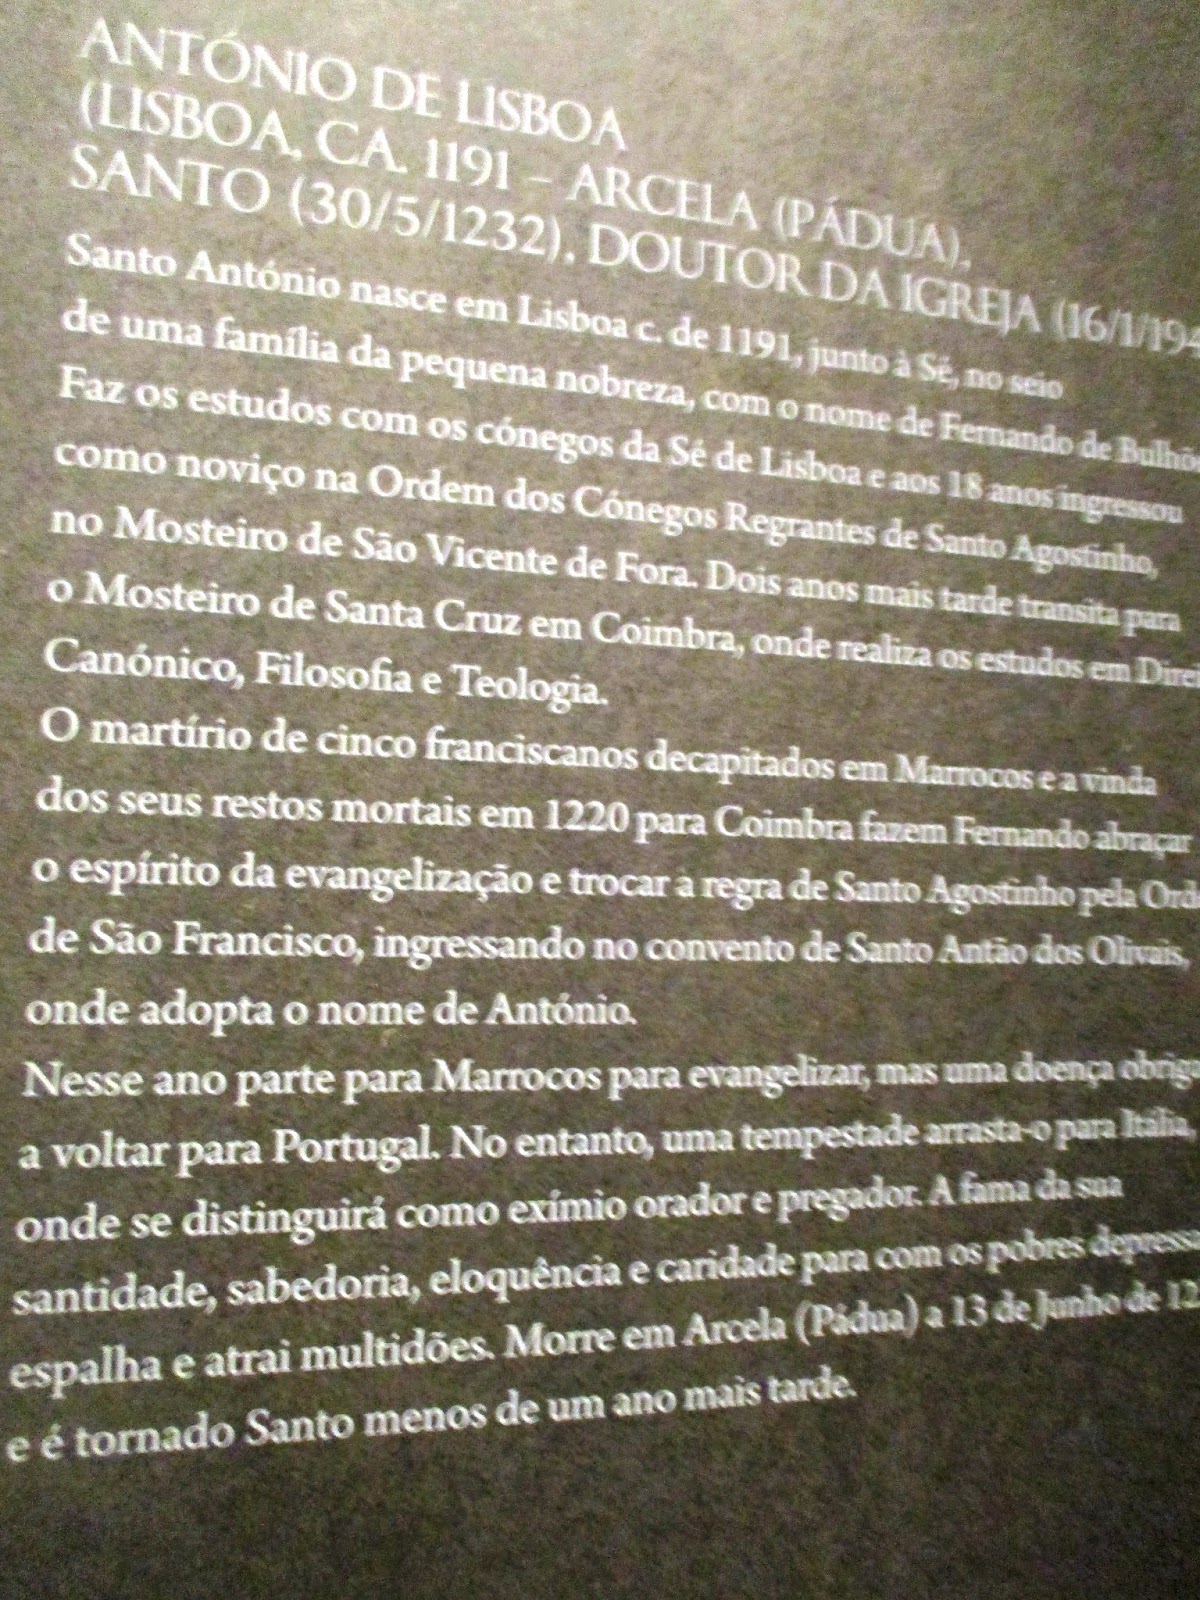 ANTÓNIO DE LISBOA
(LISBOA, CA. 1191 – ARCELA (PÁDUA),
SANTO (30/5/1232), DOUTOR DA IGREJA (16/1/194
Santo António nasce em Lisboa c. de 1191, junto à Sé, no seio
de uma família da pequena nobreza, com o nome de Fernando de Bulhõ
Faz os estudos com os cónegos da Sé de Lisboa e aos 18 anos ingressou
como noviço na Ordem dos Cónegos Regrantes de Santo Agostinho,
no Mosteiro de São Vicente de Fora. Dois anos mais tarde transita para
o Mosteiro de Santa Cruz em Coimbra, onde realiza os estudos em Direi
Canónico, Filosofia e Teologia.
O martírio de cinco franciscanos decapitados em Marrocos e a vinda
dos seus restos mortais em 1220 para Coimbra fazem Fernando abraçar
o espírito da evangelização e trocar a regra de Santo Agostinho pela Ord
de São Francisco, ingressando no convento de Santo Antão dos Olivais,
onde adopta o nome de António.
Nesse ano parte para Marrocos para evangelizar, mas uma doença obriga
a voltar para Portugal. No entanto, uma tempestade arrasta-o para Itália,
onde se distinguirá como exímio orador e pregador. A fama da sua
santidade, sabedoria, eloquência e caridade para com os pobres depressa
espalha e atrai multidões. Morre em Arcela (Pádua) a 13 de Junho de 12
e é tornado Santo menos de um ano mais tarde.